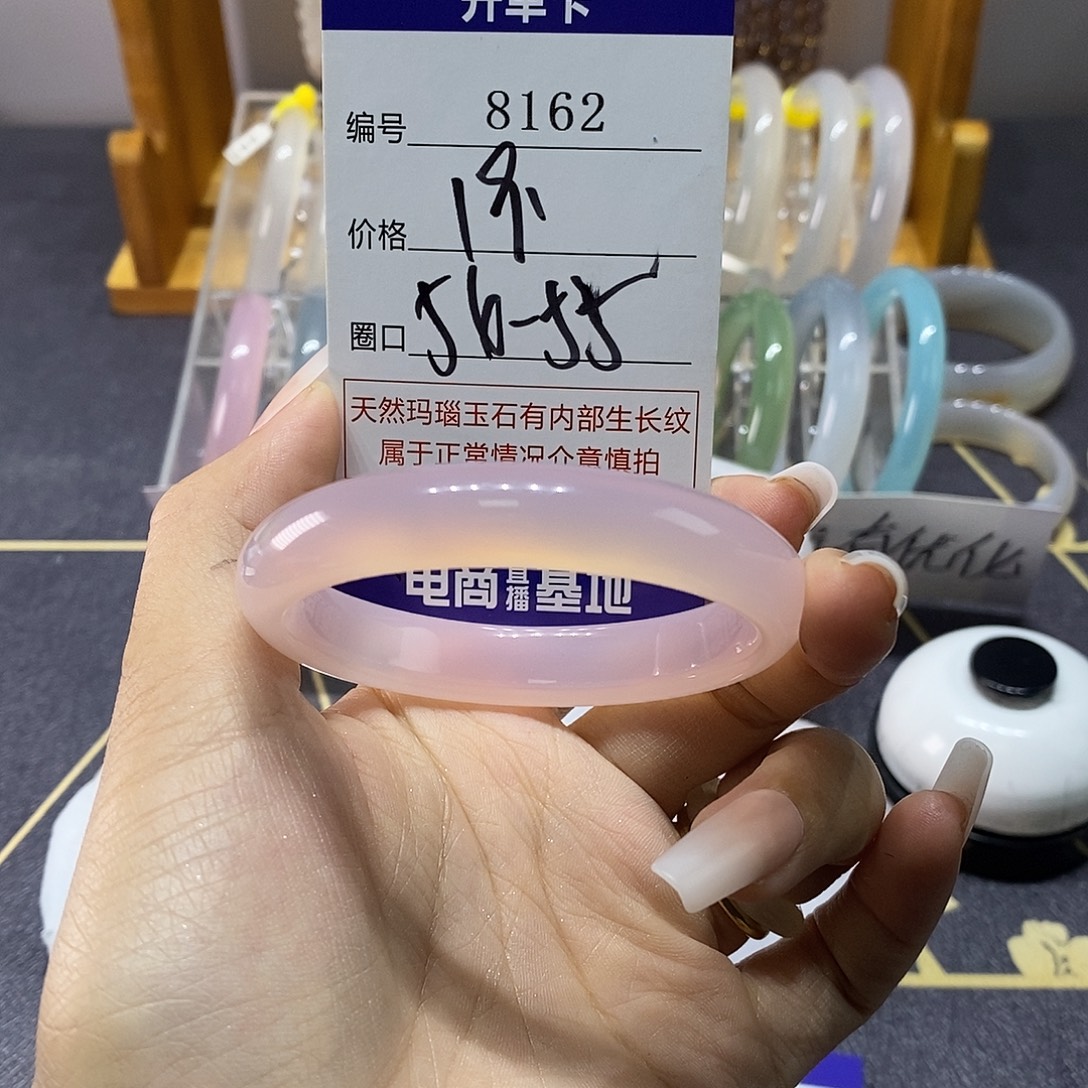 开单卡
编号 8162
价格
圈口 56-55
天然玛瑙玉石有内部生长纹
属于正常情况介意慎拍
电商直播基地